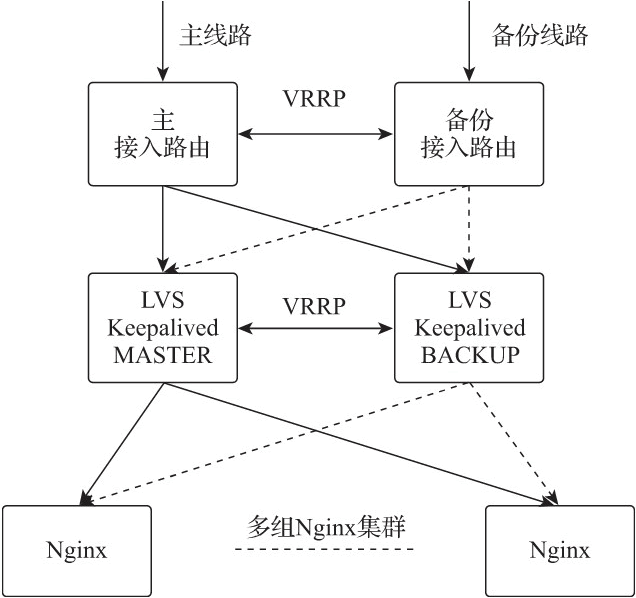 主线路
备份线路
主
接入路由
VRRP
备份
接入路由
LVS
Keepalived
MASTER
VRRP
LVS
Keepalived
BACKUP
Nginx
多组Nginx集群
Nginx